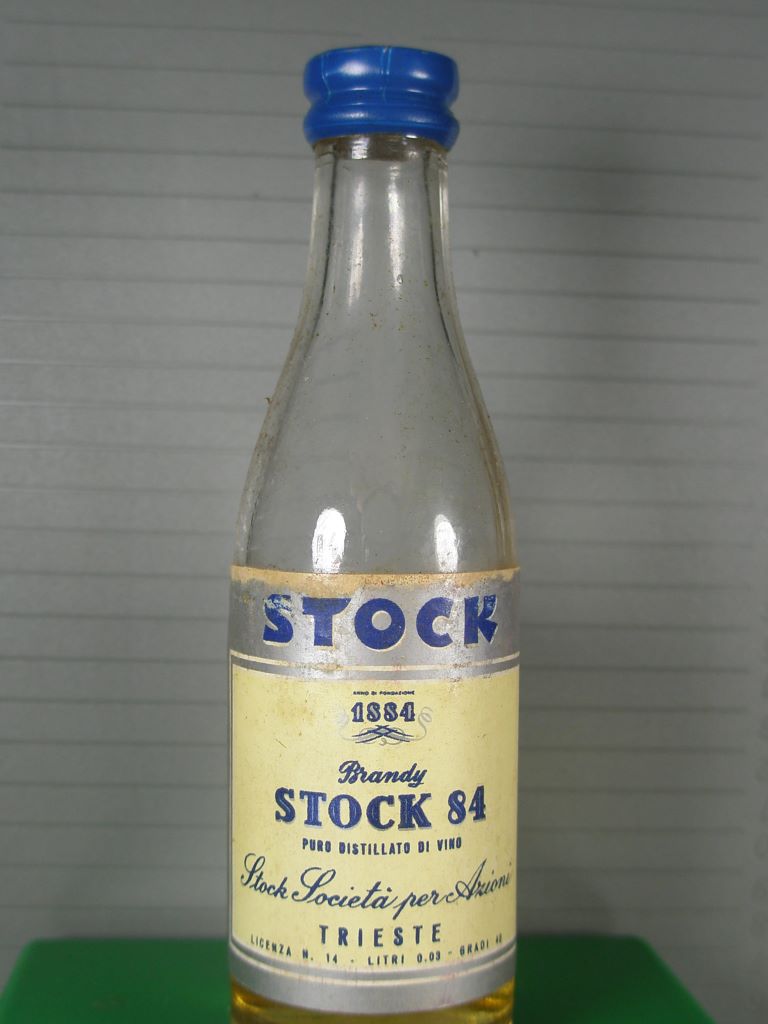 STOCK
ANNO DI FONDAZIONE
1884
Brandy
STOCK 84
PURO DISTILLATO DI VINO
Stock Società per Azioni
TRIESTE
LICENZA N. 14 - LITRI 0.03 - GRADI